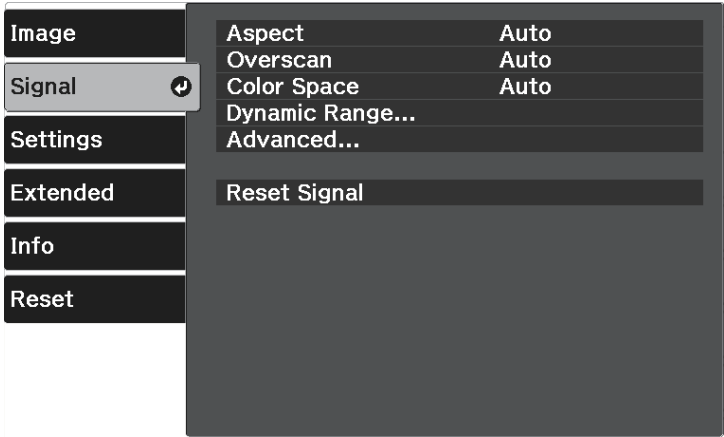 Image
Signal
Settings
Extended
Info
Reset
Aspect Auto
Overscan Auto
Color Space Auto
Dynamic Range...
Advanced...
Reset Signal